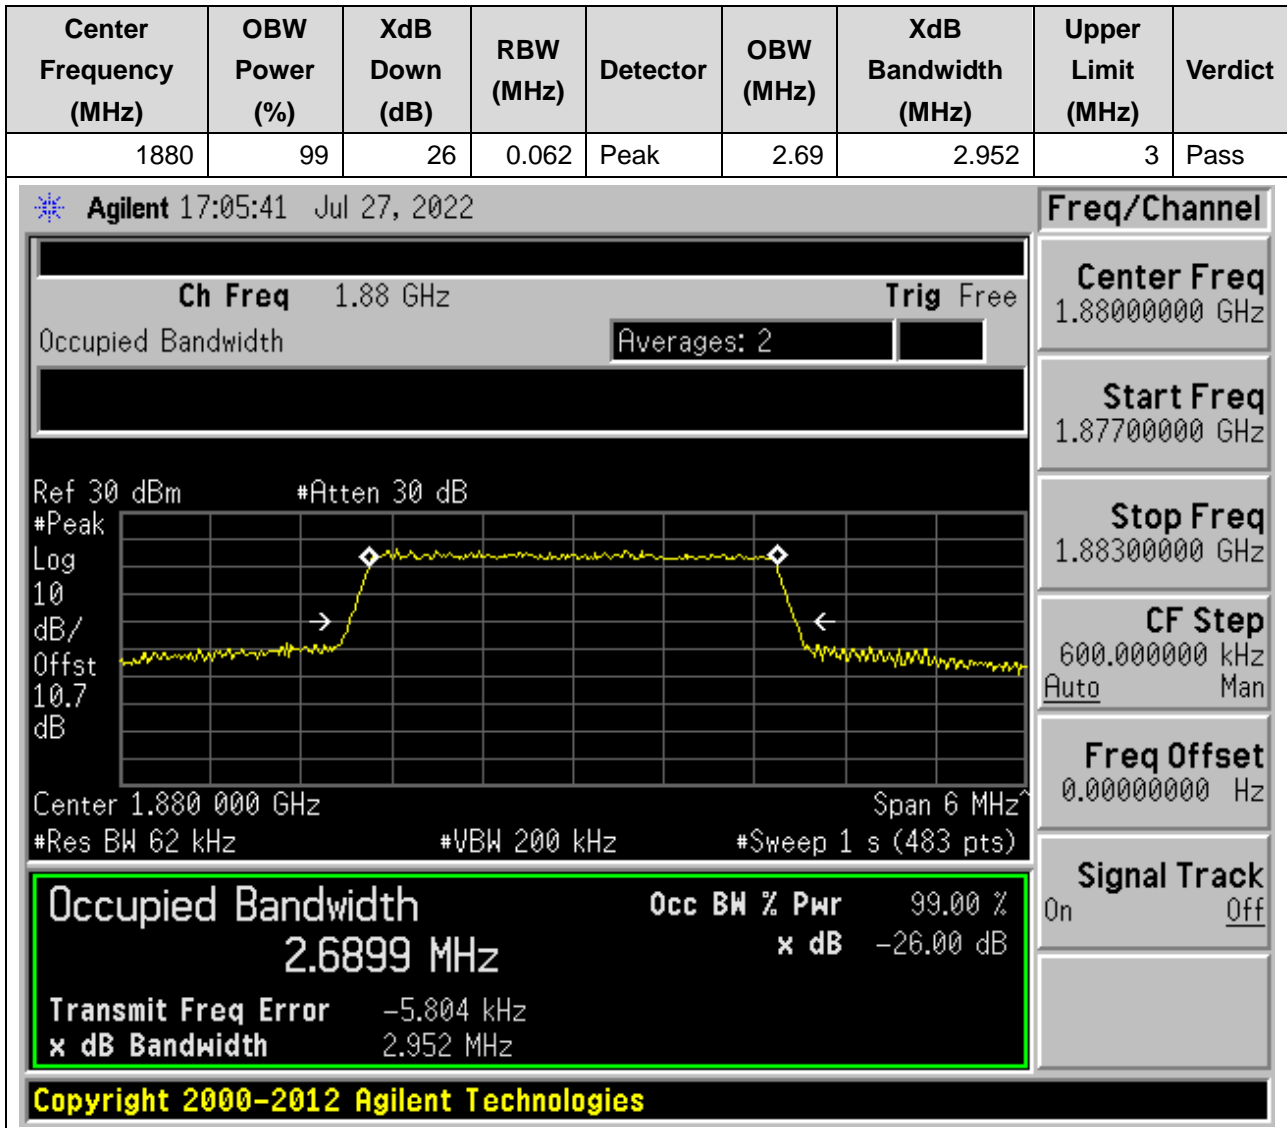 Center Frequency (MHz) OBW Power (%) XdB Down (dB) RBW (MHz) Detector OBW (MHz) XdB Bandwidth (MHz) Upper Limit (MHz) Verdict
1880 99 26 0.062 Peak 2.69 2.952 3 Pass
Agilent 17:05:41 Jul 27, 2022
Freq/Channel
Ch Freq 1.88 GHz Trig Free
Occupied Bandwidth Averages: 2
Center Freq
1.88000000 GHz
Start Freq
1.87700000 GHz
Stop Freq
1.88300000 GHz
CF Step
600.000000 kHz
Auto Man
Freq Offset
0.00000000 Hz
Signal Track
On Off
Ref 30 dBm #Atten 30 dB
#Peak
Log
10
dB/
Offst
10.7
dB
Center 1.880 000 GHz Span 6 MHz^
#Res BW 62 kHz #VBW 200 kHz #Sweep 1 s (483 pts)
Occupied Bandwidth Occ BW % Pwr 99.00 %
2.6899 MHz x dB -26.00 dB
Transmit Freq Error -5.804 kHz
x dB Bandwidth 2.952 MHz
Copyright 2000-2012 Agilent Technologies